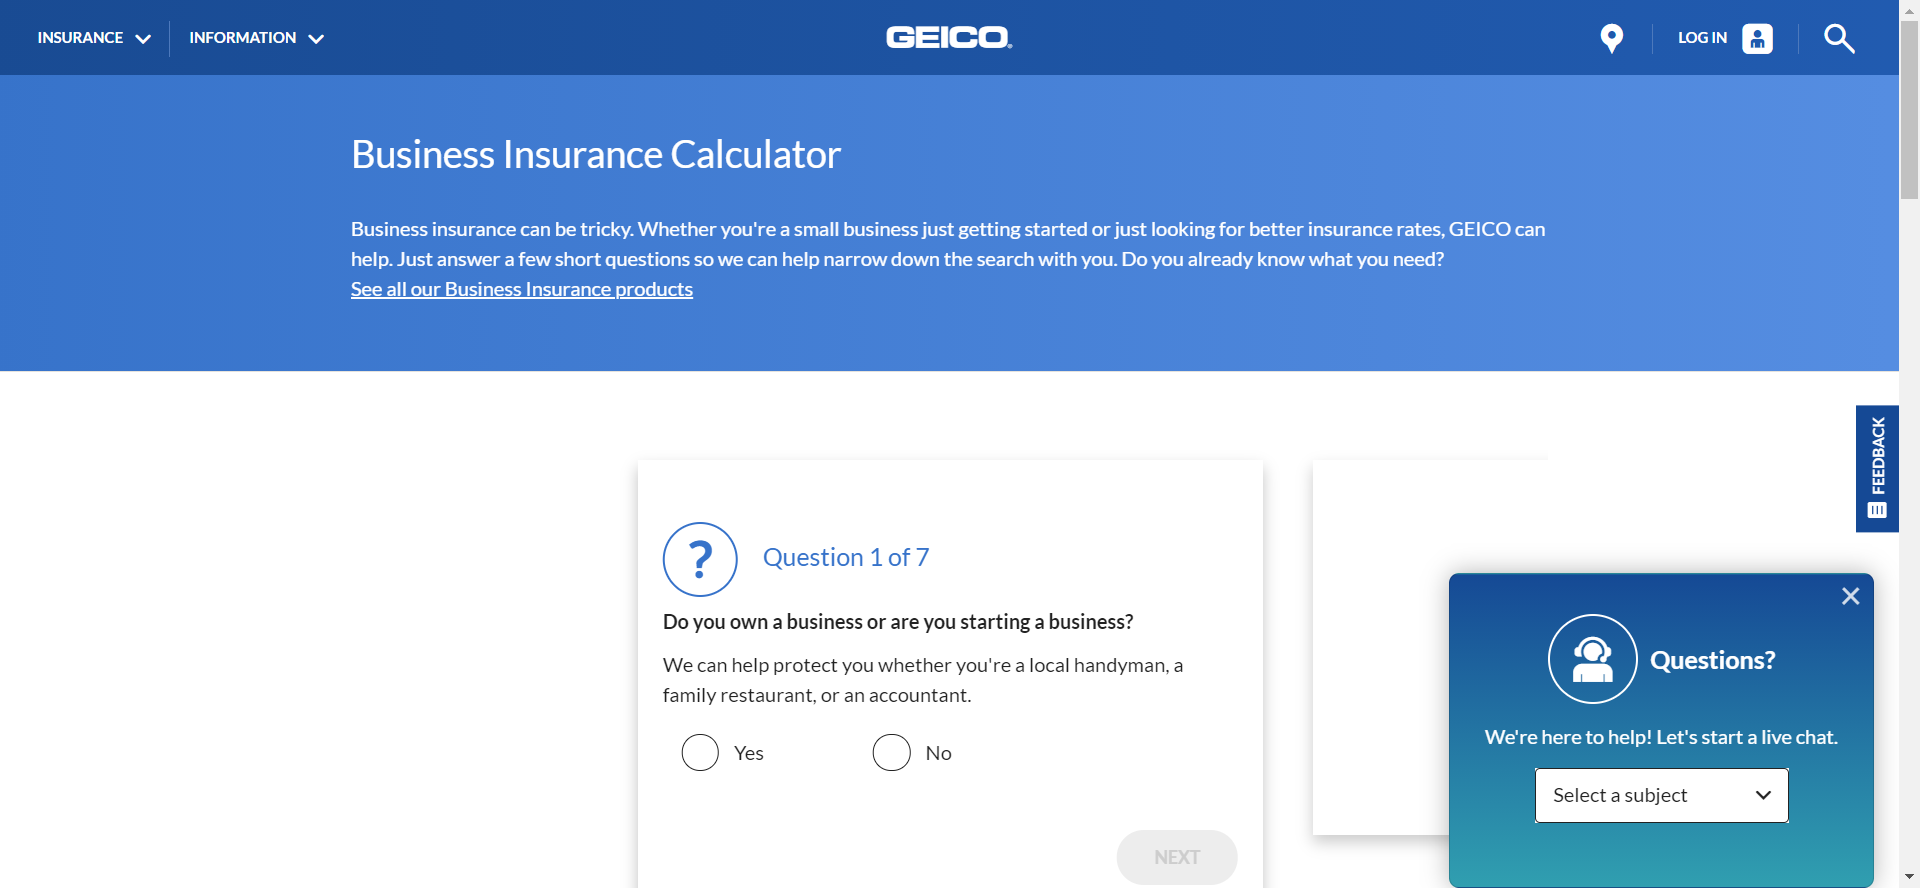 INSURANCE
INFORMATION
GEICO
LOG IN
Business Insurance Calculator
Business insurance can be tricky. Whether you're a small business just getting started or just looking for better insurance rates, GEICO can
help. Just answer a few short questions so we can help narrow down the search with you. Do you already know what you need?
See all our Business Insurance products
FEEDBACK
?
Question 1 of 7
Do you own a business or are you starting a business?
We can help protect you whether you're a local handyman, a
family restaurant, or an accountant.
Yes
No
NEXT
Questions?
We're here to help! Let's start a live chat.
Select a subject